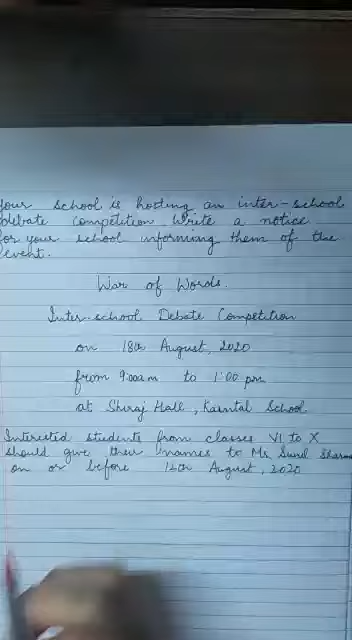 Your school is hosting an inter-school
debate competition. Write a notice
for your school informing them of the
event.
War of Words.
Inter-school Debate Competition
on 18th August, 2020
from 9:00am to 1:00 pm
at Shiraj Hall, School
Interested students from classes VI to X
should give their names to Mr. Sunil Sharma
on or before 12th August, 2020